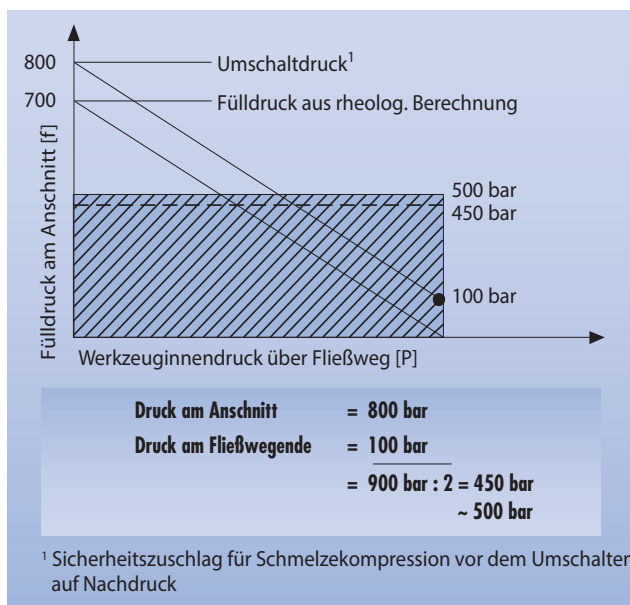 800
Umschaltdruck¹
700
Fülldruck aus rheolog. Berechnung
Fülldruck am Anschnitt [f]
500 bar
450 bar
100 bar
Werkzeuginnendruck über Fließweg [P]
Druck am Anschnitt = 800 bar
Druck am Fließwegende = 100 bar
= 900 bar : 2 = 450 bar
~ 500 bar
¹ Sicherheitszuschlag für Schmelzekompression vor dem Umschalten
auf Nachdruck